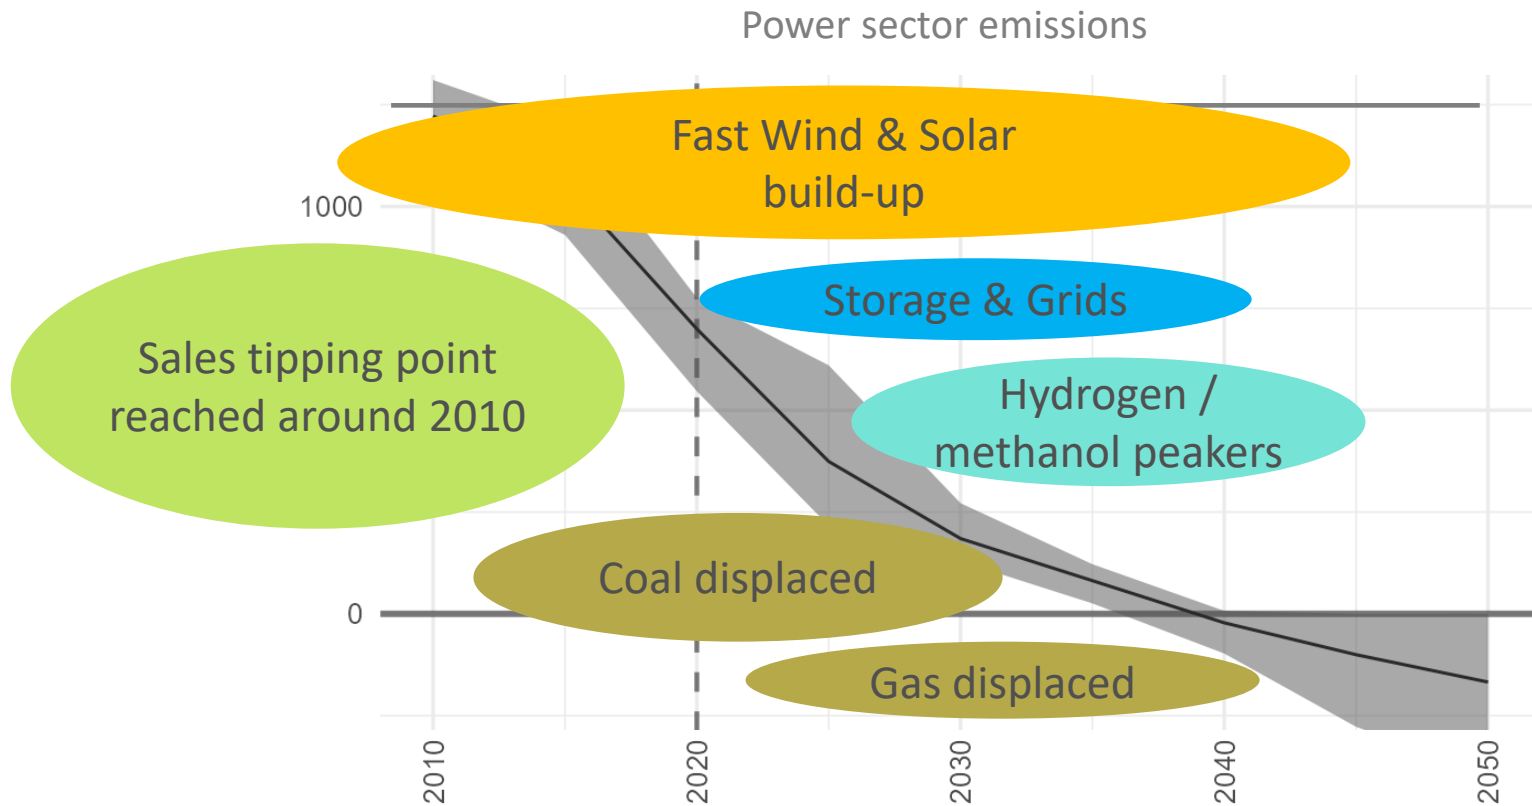 Power sector emissions
Fast Wind & Solar
build-up
1000
Storage & Grids
Sales tipping point
reached around 2010
Hydrogen /
methanol peakers
Coal displaced
0
Gas displaced
2010
2020
2030
2040
2050